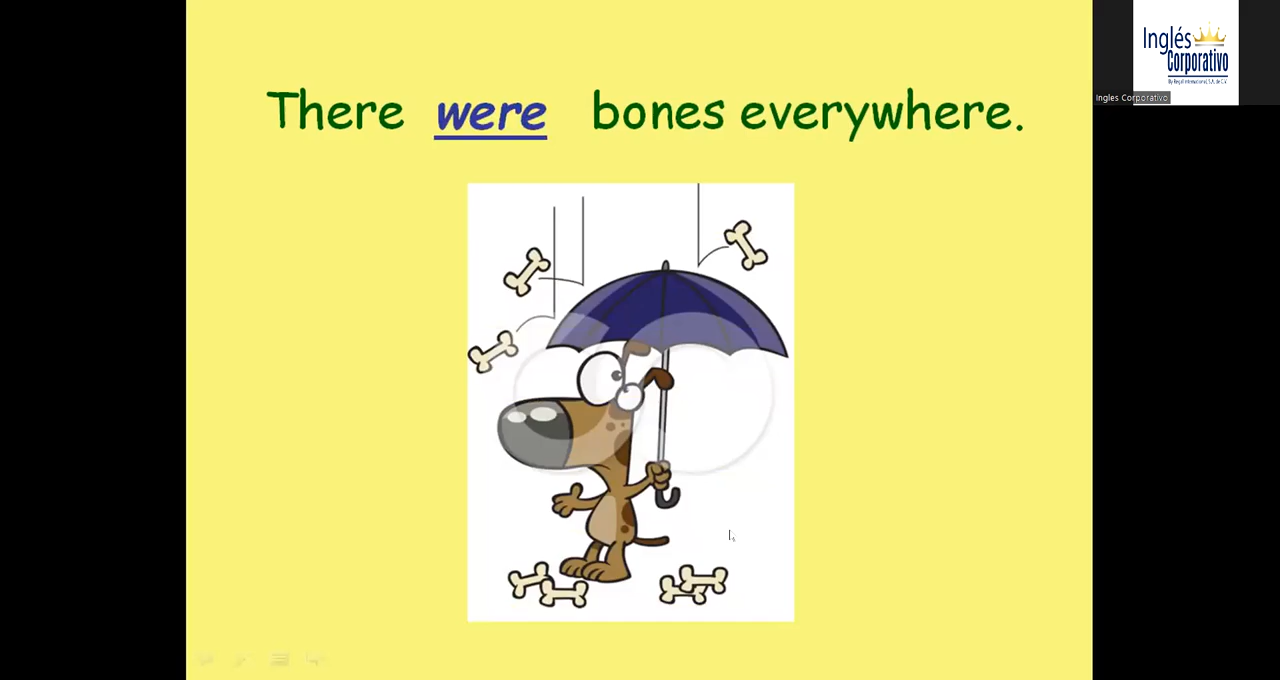 There were bones everywhere.
Inglés
Corporativo
Ingles Corporativo